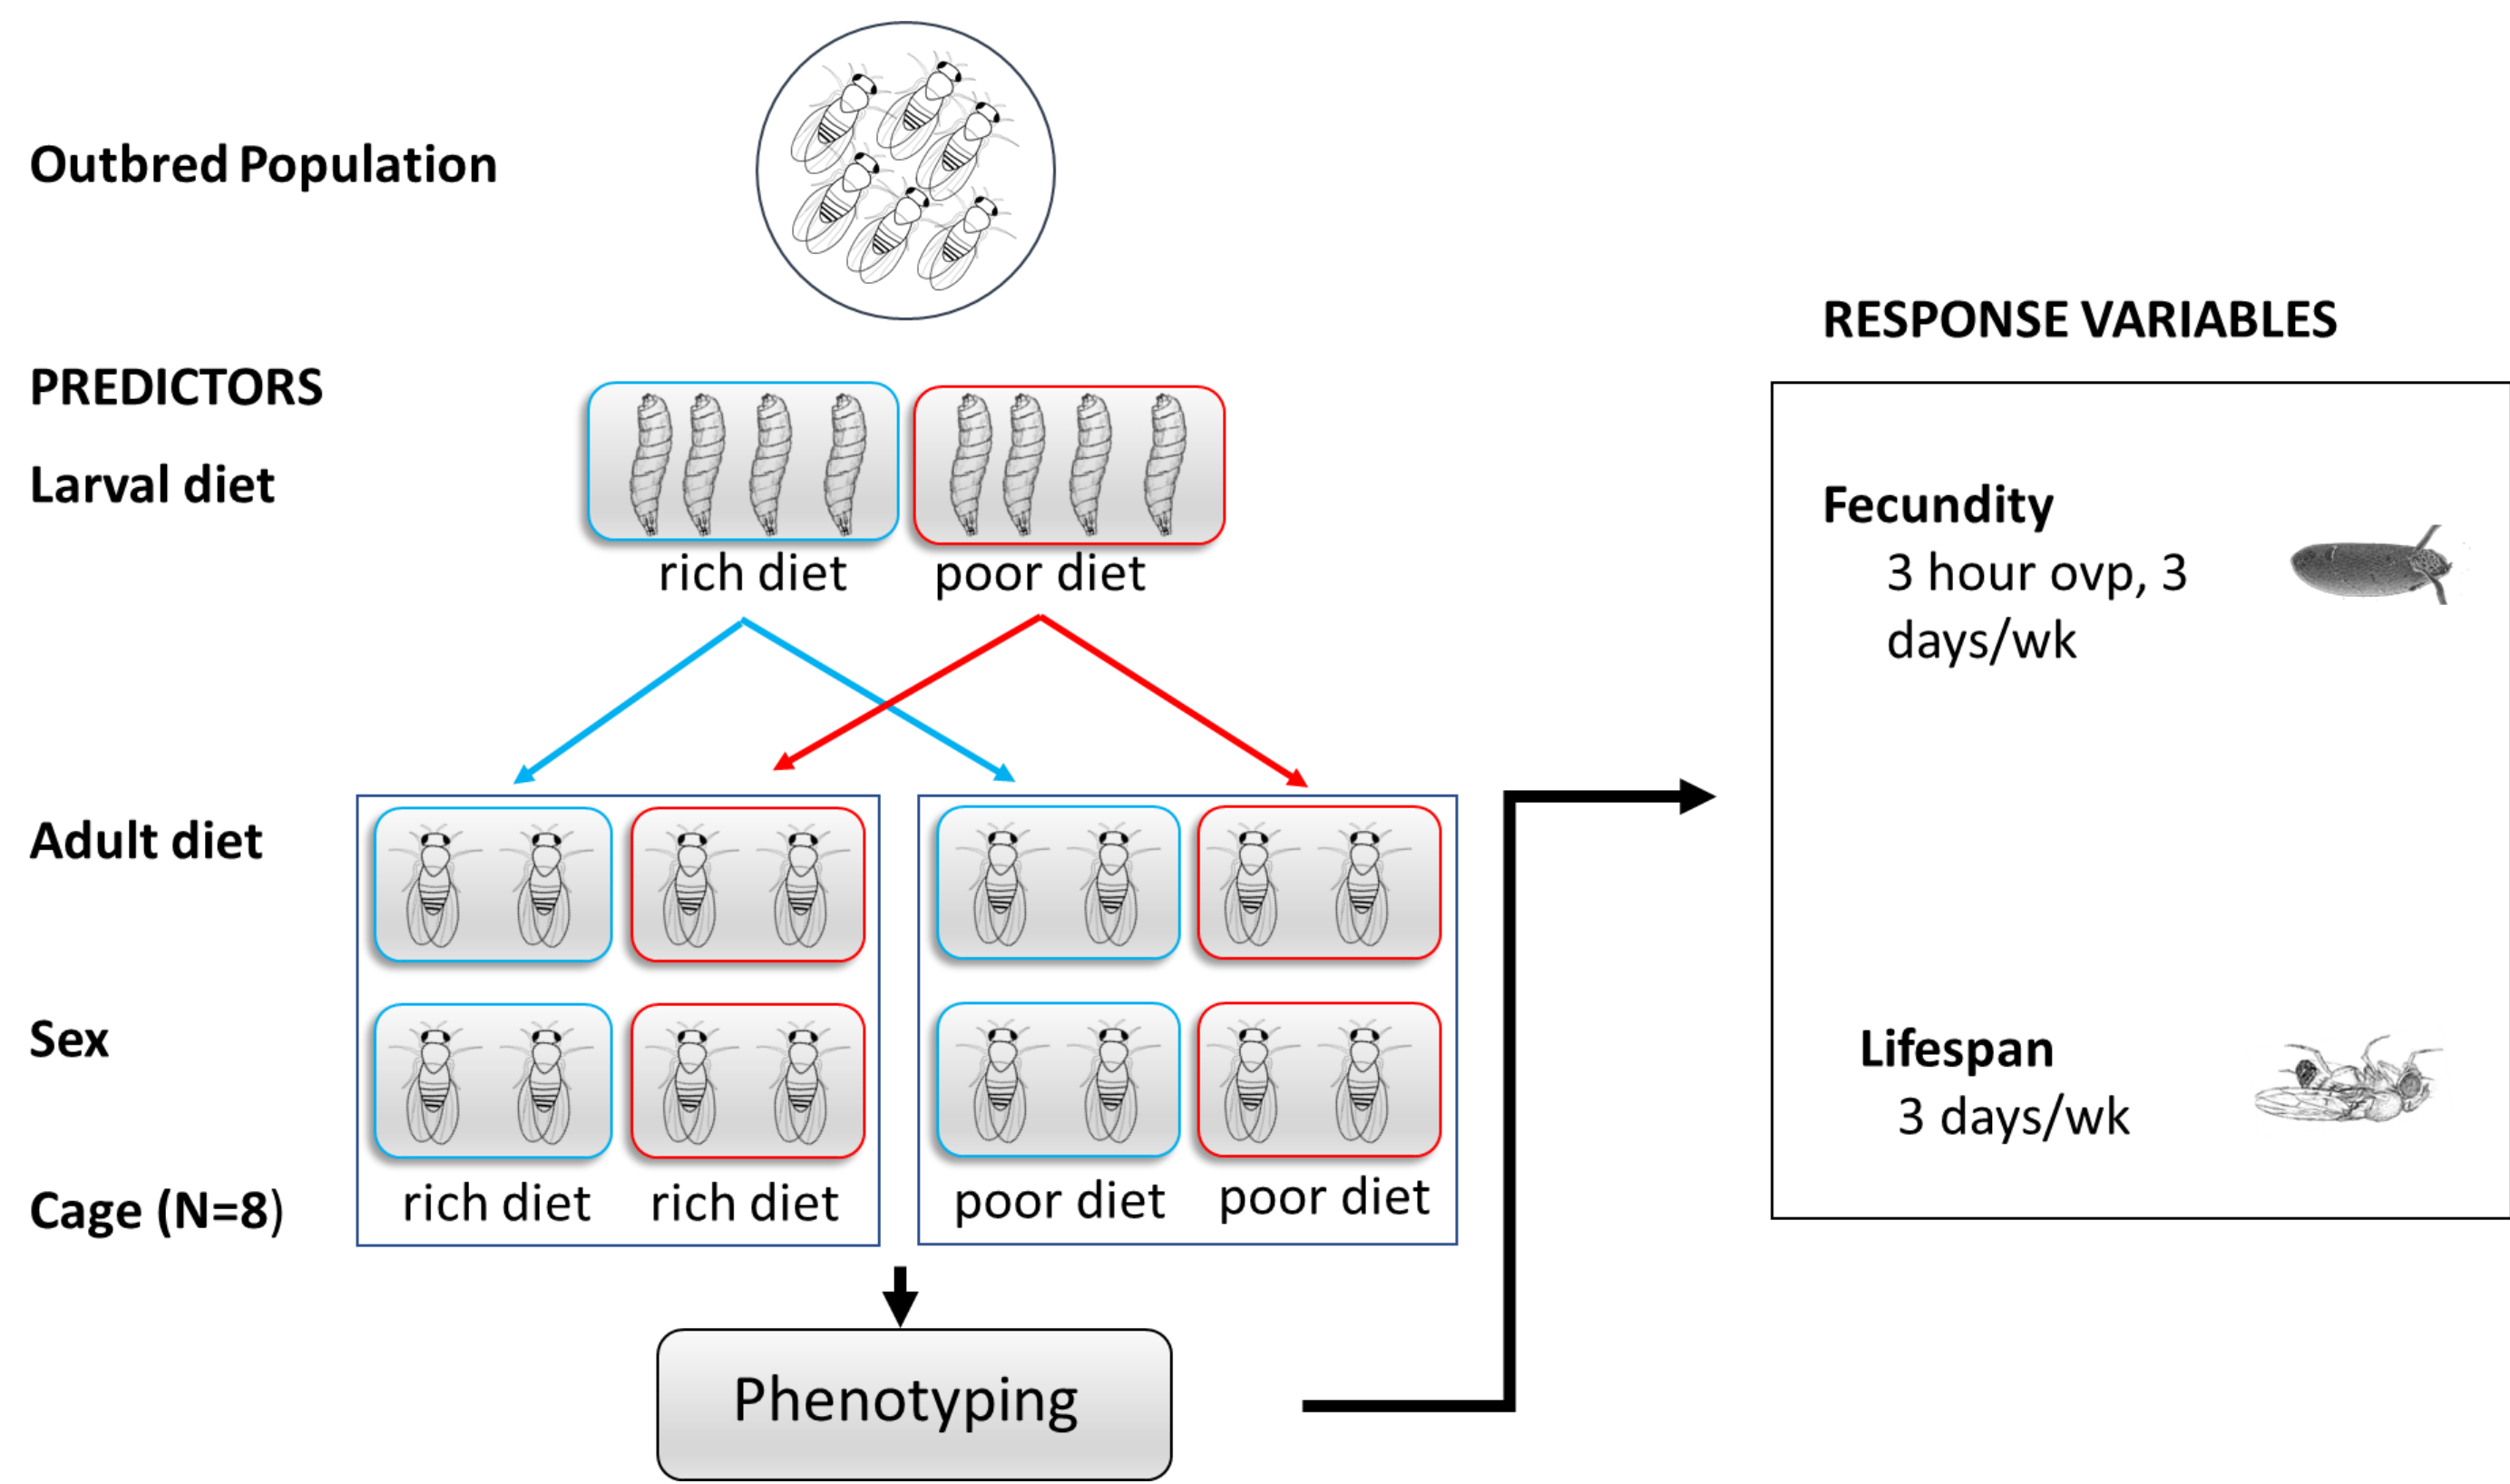 Outbred Population
PREDICTORS
Larval diet
rich diet
poor diet
Adult diet
Sex
Cage (N=8)
rich diet
rich diet
poor diet
poor diet
Phenotyping
RESPONSE VARIABLES
Fecundity
3 hour ovp, 3
days/wk
Lifespan
3 days/wk